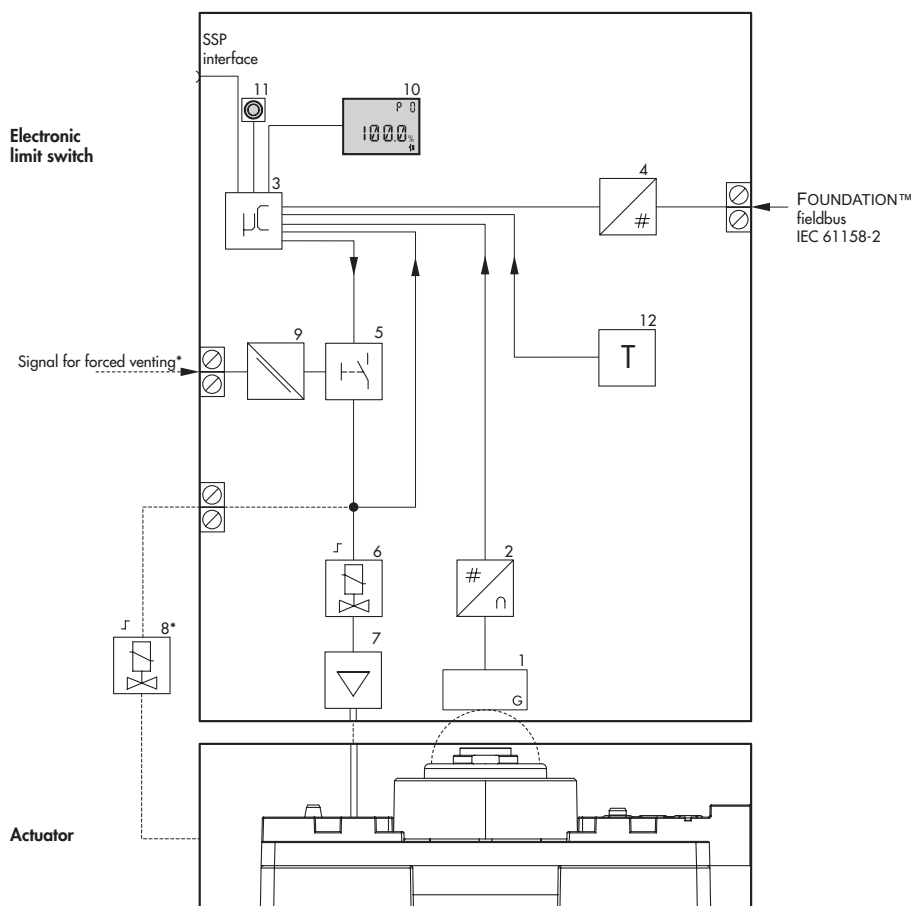 SSP
interface
11
10
P 0
100.0 %
Electronic
limit switch
3
µC
4
#
FOUNDATION™
fieldbus
IEC 61158-2
12
T
9
5
Signal for forced venting*
6
2
#
∩
8*
7
1
G
Actuator